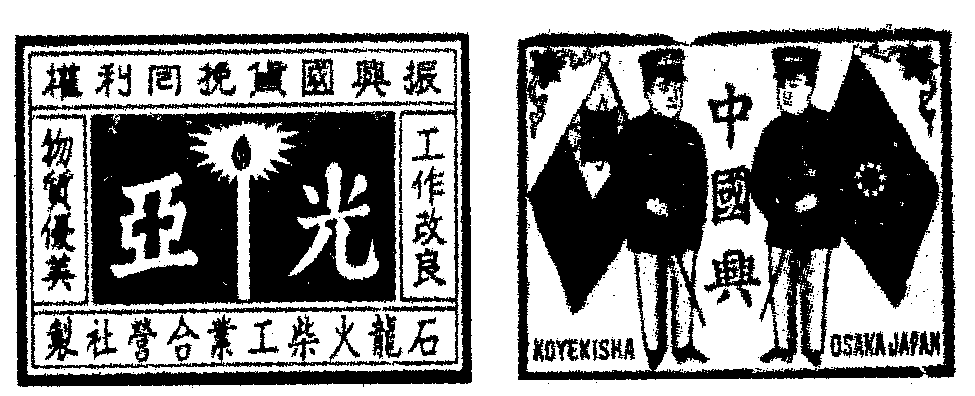 振興國貨挽囘利權
工作改良
光亞
物質優美
石龍火柴工業合營社製
中國興
KOYEKISHA
OSAKA JAPAN